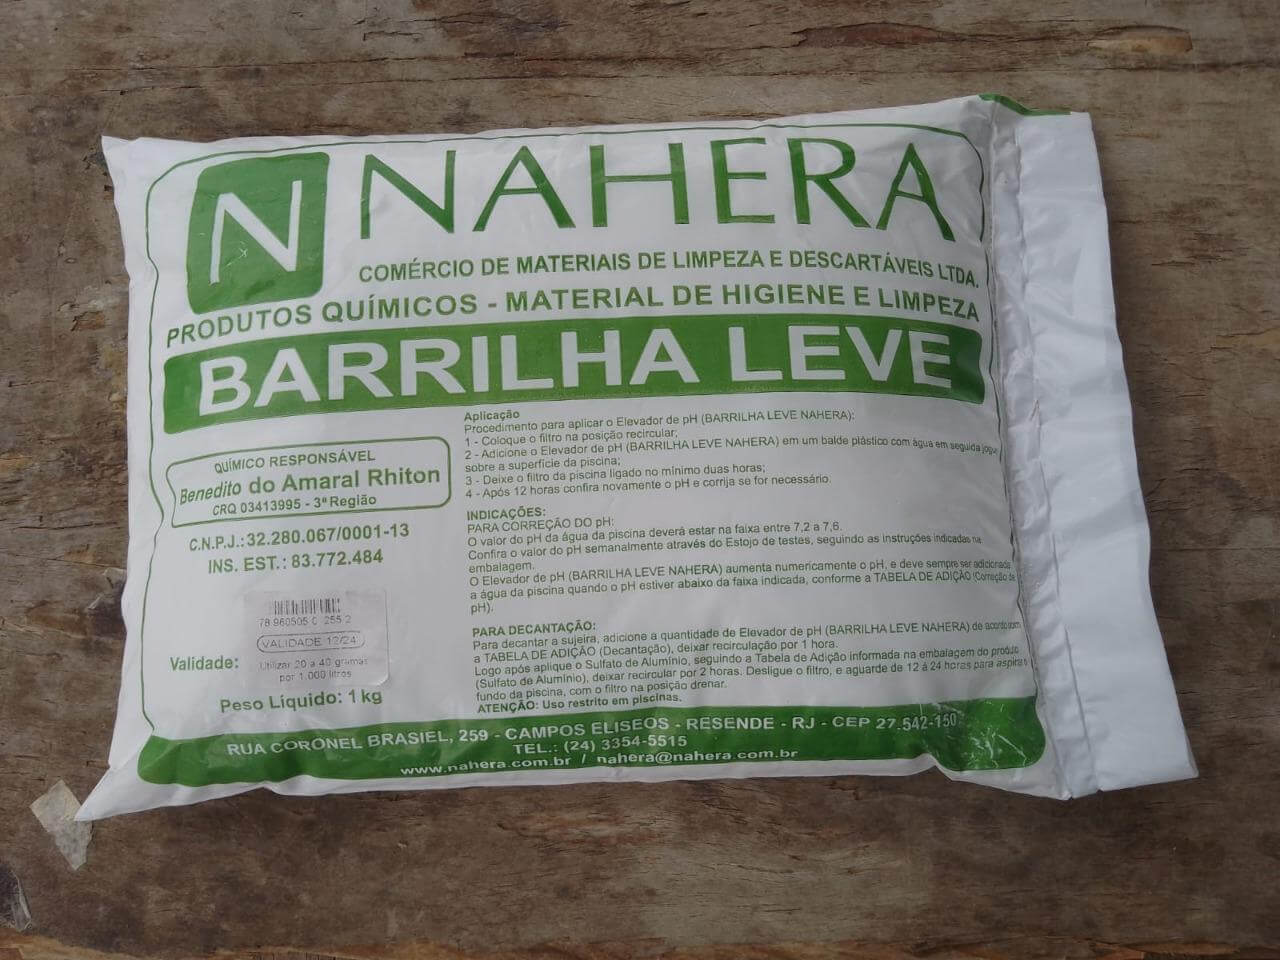 N NAHERA
COMÉRCIO DE MATERIAIS DE LIMPEZA E DESCARTÁVEIS LTDA.
PRODUTOS QUÍMICOS - MATERIAL DE HIGIENE E LIMPEZA
BARRILHA LEVE
QUÍMICO RESPONSÁVEL
Benedito do Amaral Rhiton
CRQ 03413995 - 3ª Região
C.N.P.J.: 32.280.067/0001-13
INS. EST.: 83.772.484
VALIDADE 12/24
Validade:
Utilizar 20 a 40 gramas
por 1.000 litros
Peso Líquido: 1 kg
Aplicação
Procedimento para aplicar o Elevador de pH (BARRILHA LEVE NAHERA):
1 - Coloque o filtro na posição recircular;
2 - Adicione o Elevador de pH (BARRILHA LEVE NAHERA) em um balde plástico com água em seguida jogue
sobre a superfície da piscina;
3 - Deixe o filtro da piscina ligado no mínimo duas horas;
4 - Após 12 horas confira novamente o pH e corrija se for necessário.
INDICAÇÕES:
PARA CORREÇÃO DO pH:
O valor do pH da água da piscina deverá estar na faixa entre 7,2 a 7,6.
Confira o valor do pH semanalmente através do Estojo de testes, seguindo as instruções indicadas na
embalagem.
O Elevador de pH (BARRILHA LEVE NAHERA) aumenta numericamente o pH, e deve sempre ser adicionada
a água da piscina quando o pH estiver abaixo da faixa indicada, conforme a TABELA DE ADIÇÃO (Correção de
pH).
PARA DECANTAÇÃO:
Para decantar a sujeira, adicione a quantidade de Elevador de pH (BARRILHA LEVE NAHERA) de acordo com
a TABELA DE ADIÇÃO (Decantação), deixar recirculação por 1 hora.
Logo após aplique o Sulfato de Alumínio, seguindo a Tabela de Adição informada na embalagem do produto
(Sulfato de Alumínio), deixar recircular por 2 horas. Desligue o filtro, e aguarde de 12 à 24 horas para aspirar o
fundo da piscina, com o filtro na posição drenar.
ATENÇÃO: Uso restrito em piscinas.
RUA CORONEL BRASIEL, 259 - CAMPOS ELISEOS - RESENDE - RJ - CEP 27.542-150
TEL.: (24) 3354-5515
www.nahera.com.br / nahera@nahera.com.br